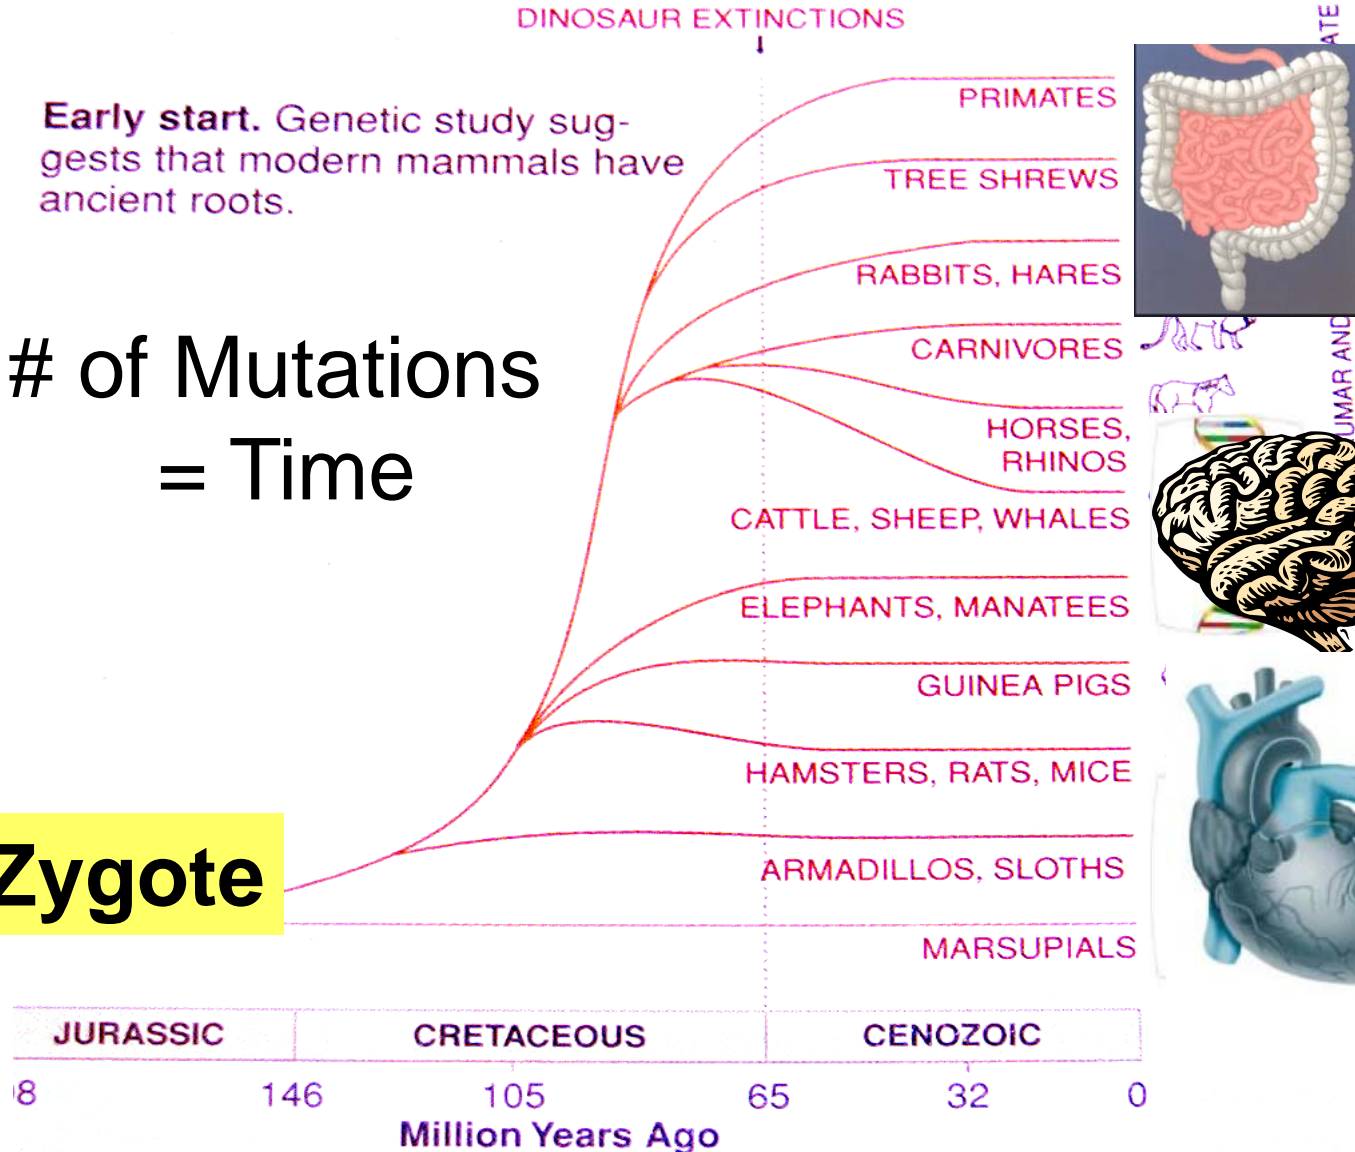 DINOSAUR EXTINCTIONS
Early start. Genetic study sug-
gests that modern mammals have
ancient roots.
# of Mutations
= Time
PRIMATES
TREE SHREWS
RABBITS, HARES
CARNIVORES
HORSES,
RHINOS
CATTLE, SHEEP, WHALES
ELEPHANTS, MANATEES
GUINEA PIGS
HAMSTERS, RATS, MICE
ARMADILLOS, SLOTHS
MARSUPIALS
Zygote
JURASSIC CRETACEOUS CENOZOIC
146 105 65 32 0
Million Years Ago
AND